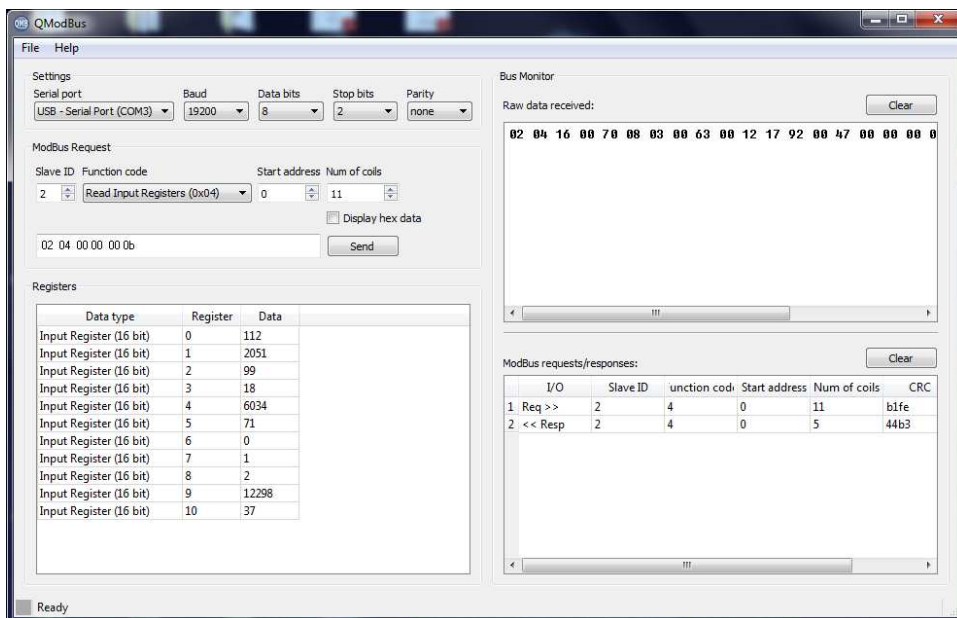 QModBus
File Help
Settings
Serial port Baud Data bits Stop bits Parity
USB - Serial Port (COM3) 19200 8 2 none
ModBus Request
Slave ID Function code Start address Num of coils
2 Read Input Registers (0x04) 0 11
Display hex data
02 04 00 00 00 0b Send
Registers
Data type Register Data
Input Register (16 bit) 0 112
Input Register (16 bit) 1 2051
Input Register (16 bit) 2 99
Input Register (16 bit) 3 18
Input Register (16 bit) 4 6034
Input Register (16 bit) 5 71
Input Register (16 bit) 6 0
Input Register (16 bit) 7 1
Input Register (16 bit) 8 2
Input Register (16 bit) 9 12298
Input Register (16 bit) 10 37
Bus Monitor
Raw data received: Clear
02 04 16 00 70 08 03 00 63 00 12 17 92 00 47 00 00 00 0
ModBus requests/responses: Clear
I/O Slave ID unction code Start address Num of coils CRC
1 Req >> 2 4 0 11 b1fe
2 << Resp 2 4 0 5 44b3
Ready